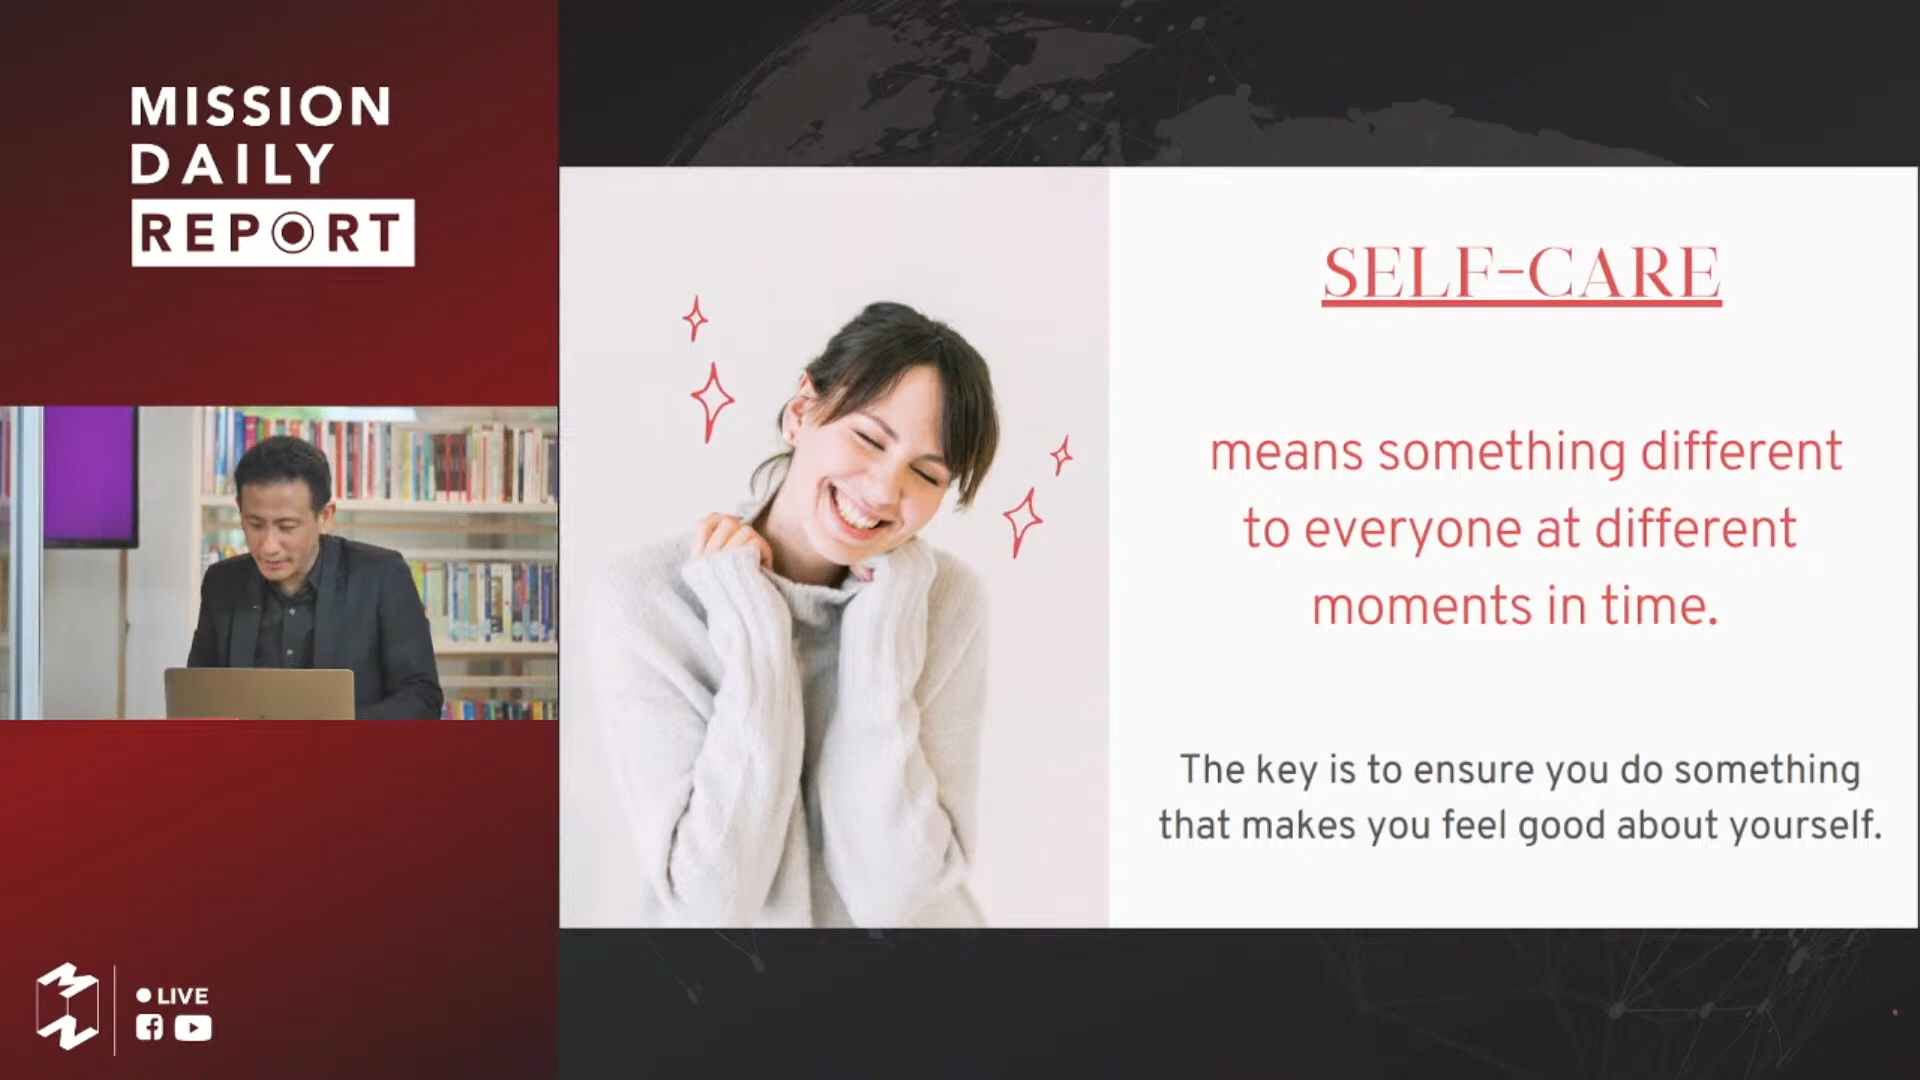 MISSION
DAILY
REPORT
SELF-CARE
means something different
to everyone at different
moments in time.
The key is to ensure you do something
that makes you feel good about yourself.
LIVE